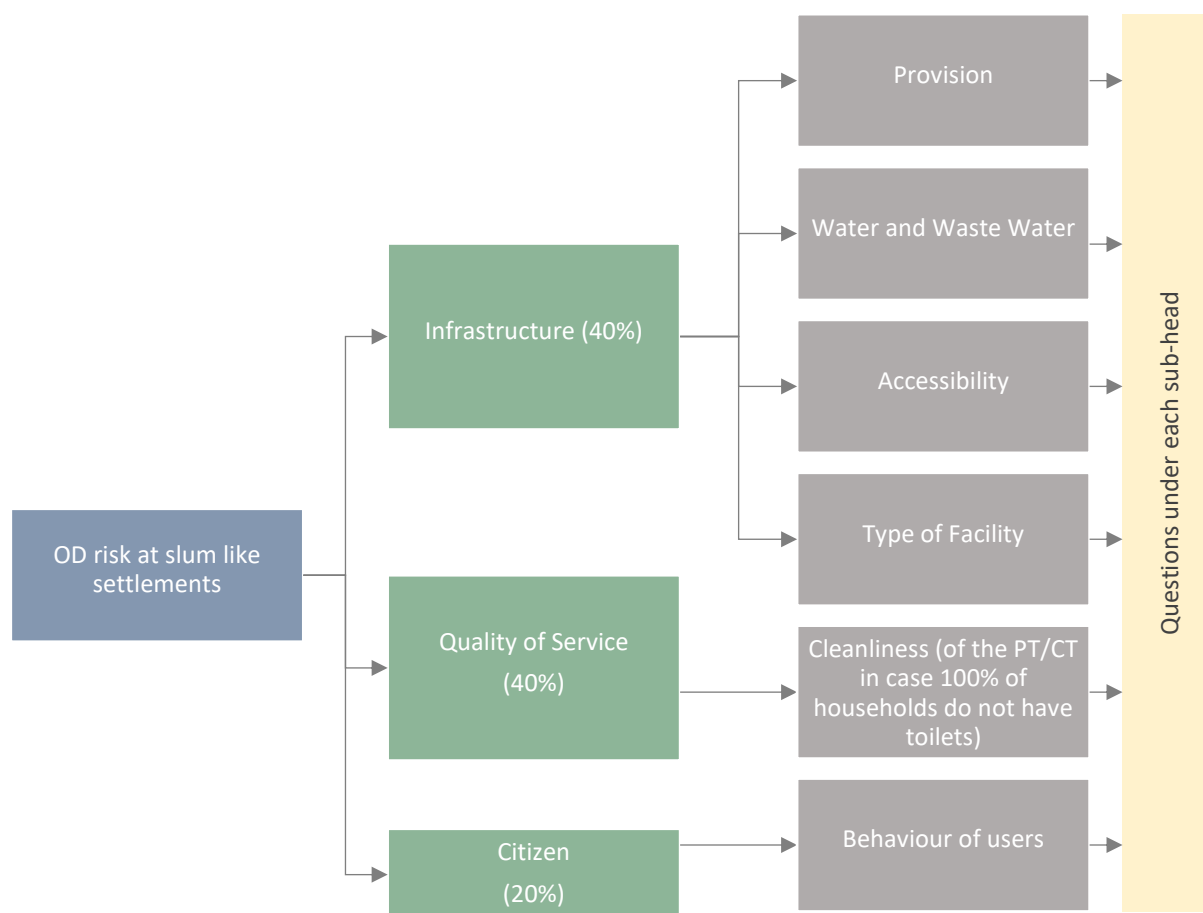 OD risk at slum like
settlements
Infrastructure (40%)
Quality of Service
(40%)
Citizen
(20%)
Provision
Water and Waste Water
Accessibility
Type of Facility
Cleanliness (of the PT/CT
in case 100% of
households do not have
toilets)
Behaviour of users
Questions under each sub-head